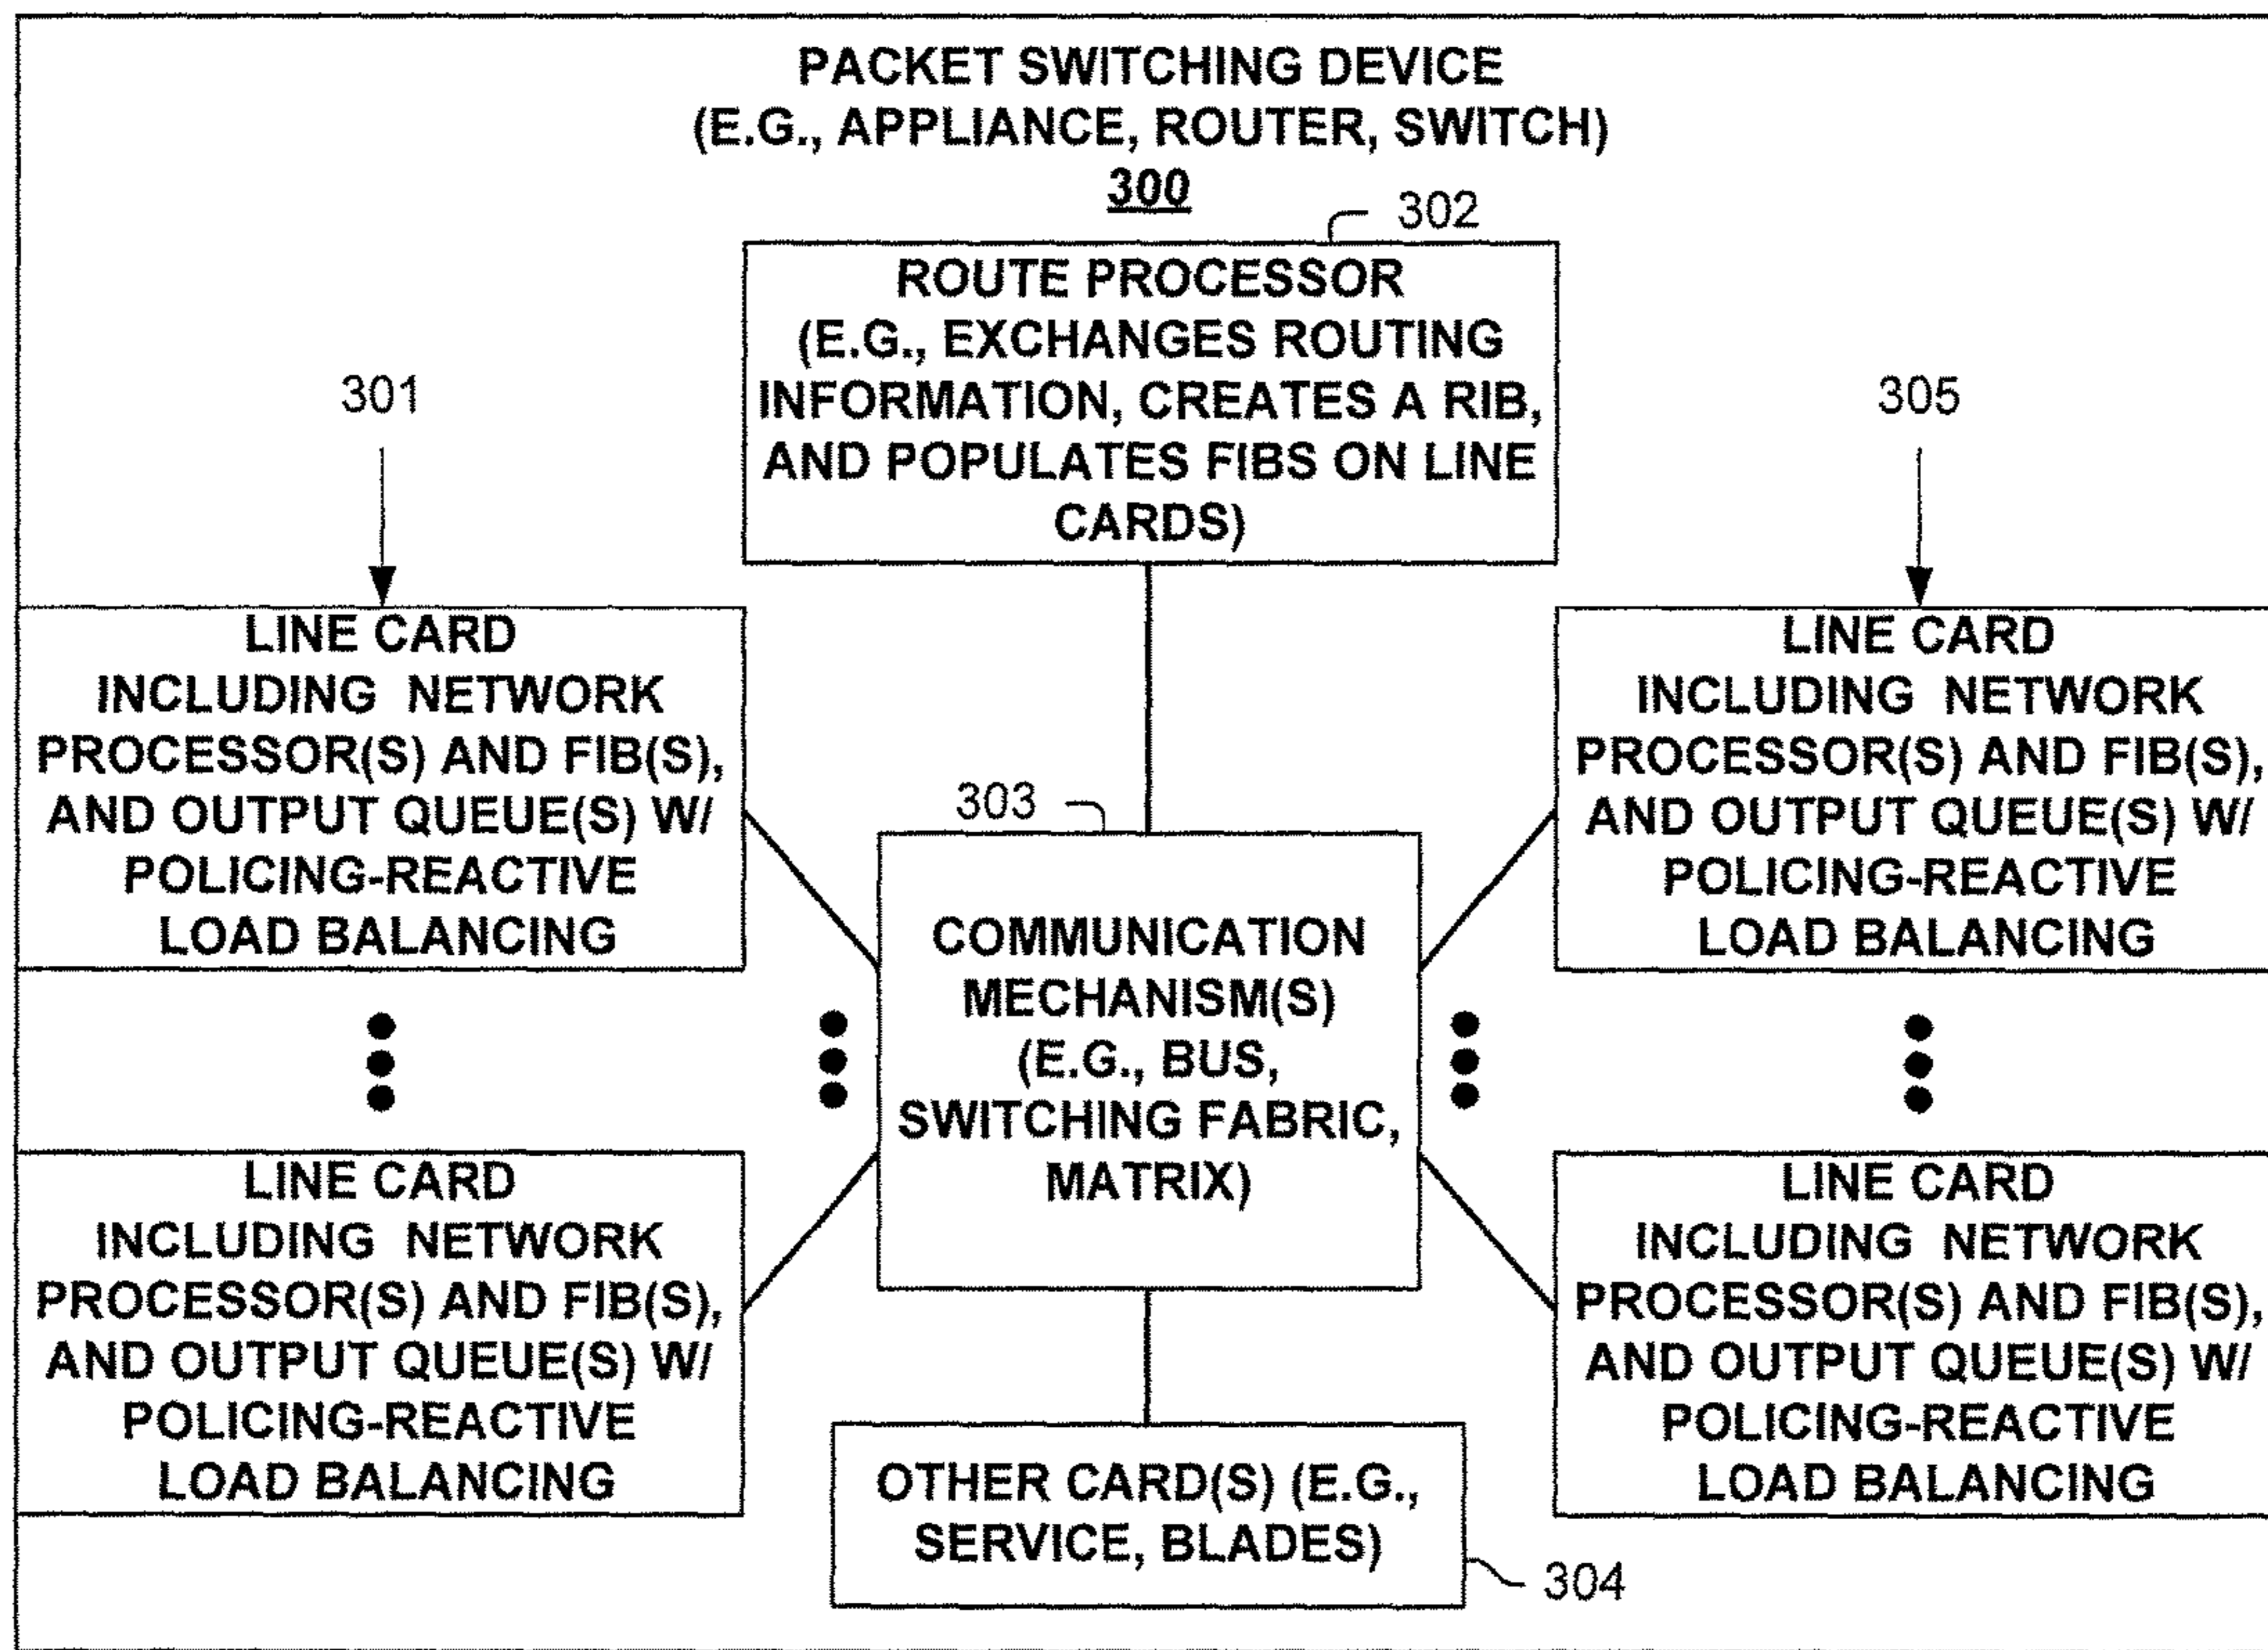 PACKET SWITCHING DEVICE
(E.G., APPLIANCE, ROUTER, SWITCH)
300
302
ROUTE PROCESSOR
(E.G., EXCHANGES ROUTING
INFORMATION, CREATES A RIB,
AND POPULATES FIBS ON LINE
CARDS)
301
LINE CARD
INCLUDING NETWORK
PROCESSOR(S) AND FIB(S),
AND OUTPUT QUEUE(S) W/
POLICING-REACTIVE
LOAD BALANCING
LINE CARD
INCLUDING NETWORK
PROCESSOR(S) AND FIB(S),
AND OUTPUT QUEUE(S) W/
POLICING-REACTIVE
LOAD BALANCING
303
COMMUNICATION
MECHANISM(S)
(E.G., BUS,
SWITCHING FABRIC,
MATRIX)
OTHER CARD(S) (E.G.,
SERVICE, BLADES)
304
305
LINE CARD
INCLUDING NETWORK
PROCESSOR(S) AND FIB(S),
AND OUTPUT QUEUE(S) W/
POLICING-REACTIVE
LOAD BALANCING
LINE CARD
INCLUDING NETWORK
PROCESSOR(S) AND FIB(S),
AND OUTPUT QUEUE(S) W/
POLICING-REACTIVE
LOAD BALANCING